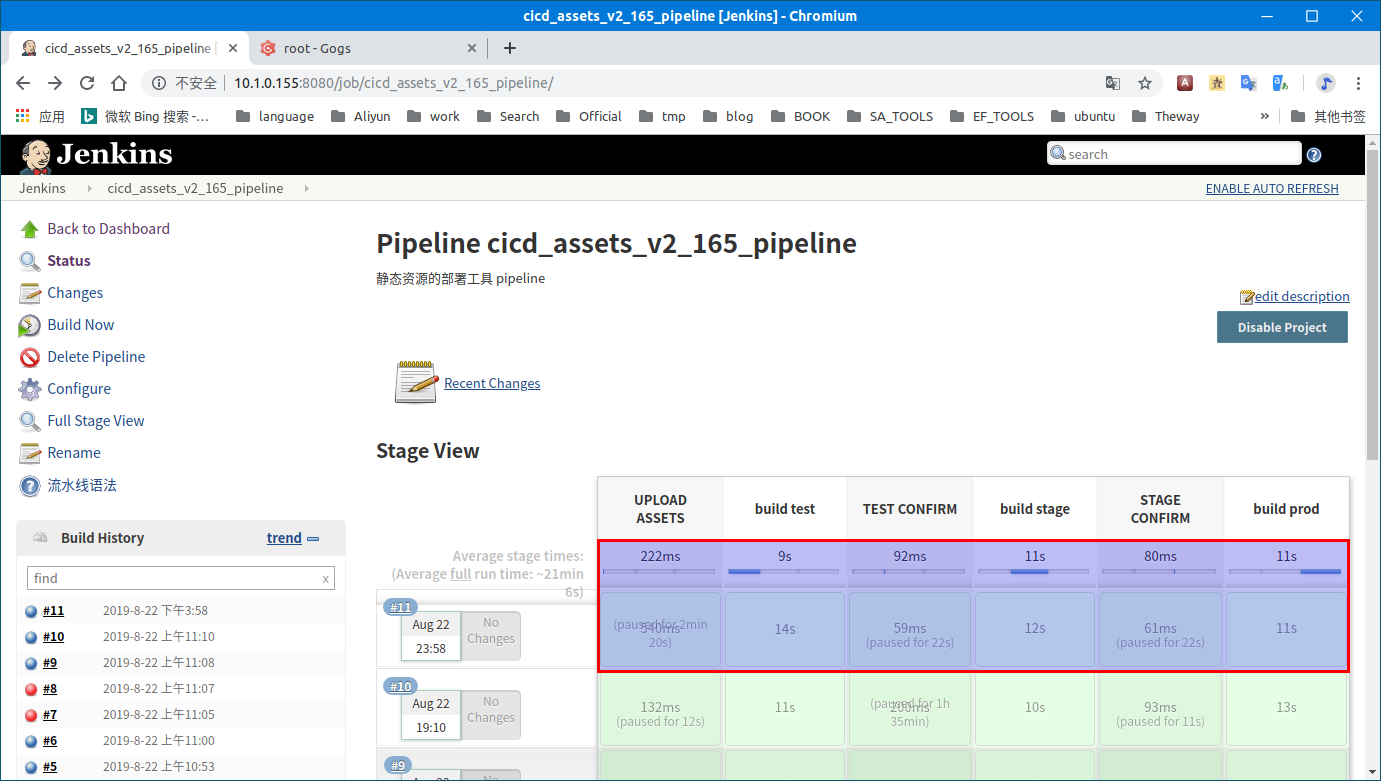 cicd_assets_v2_165_pipeline [Jenkins] - Chromium
cicd_assets_v2_165_pipeline [
root - Gogs
不安全
10.1.0.155:8080/job/cicd_assets_v2_165_pipeline/
应用
微软 Bing 搜索 -...
language
Aliyun
work
Search
Official
tmp
blog
BOOK
SA_TOOLS
EF_TOOLS
ubuntu
Theway
»
其他书签
Jenkins
search
Jenkins
cicd_assets_v2_165_pipeline
ENABLE AUTO REFRESH
Back to Dashboard
Status
Changes
Build Now
Delete Pipeline
Configure
Full Stage View
Rename
流水线语法
Pipeline cicd_assets_v2_165_pipeline
静态资源的部署工具 pipeline
edit description
Disable Project
Recent Changes
Stage View
Build History
trend
find
x
#11 2019-8-22 下午3:58
#10 2019-8-22 上午11:10
#9 2019-8-22 上午11:08
#8 2019-8-22 上午11:07
#7 2019-8-22 上午11:05
#6 2019-8-22 上午11:00
#5 2019-8-22 上午10:53
UPLOAD
ASSETS
build test
TEST CONFIRM
build stage
STAGE
CONFIRM
build prod
Average stage times:
(Average full run time: ~21min
6s)
222ms
9s
92ms
11s
80ms
11s
#11
Aug 22
23:58
No
Changes
540ms
(paused for 2min
20s)
14s
59ms
(paused for 22s)
12s
61ms
(paused for 22s)
11s
#10
Aug 22
19:10
No
Changes
132ms
(paused for 12s)
11s
(paused for 1h
35min)
10s
93ms
(paused for 11s)
13s
#9
Aug 22
No